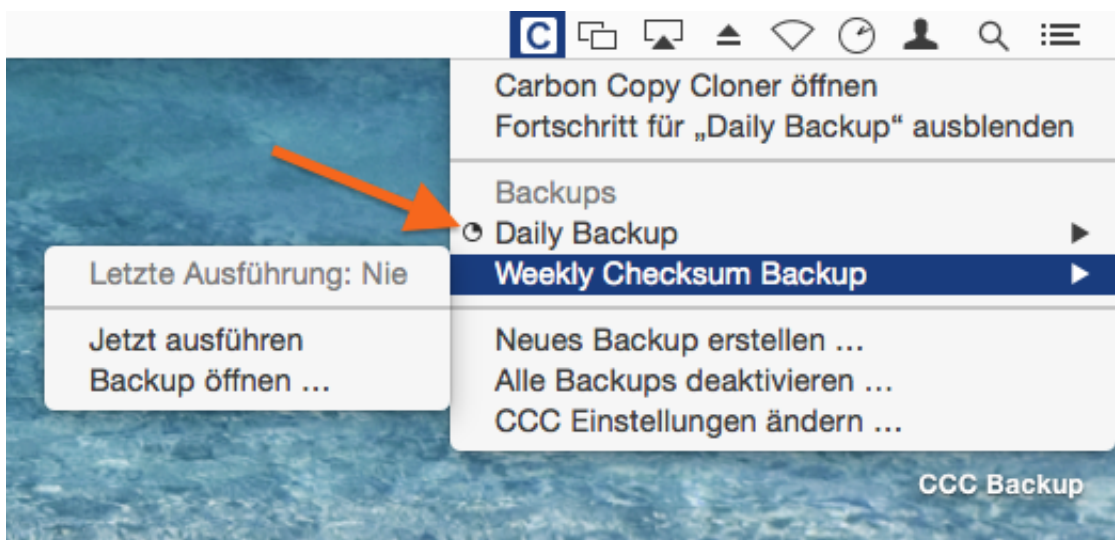 C
Carbon Copy Cloner öffnen
Fortschritt für „Daily Backup“ ausblenden
Backups
Daily Backup
Weekly Checksum Backup
Letzte Ausführung: Nie
Jetzt ausführen
Backup öffnen ...
Neues Backup erstellen ...
Alle Backups deaktivieren ...
CCC Einstellungen ändern ...
CCC Backup